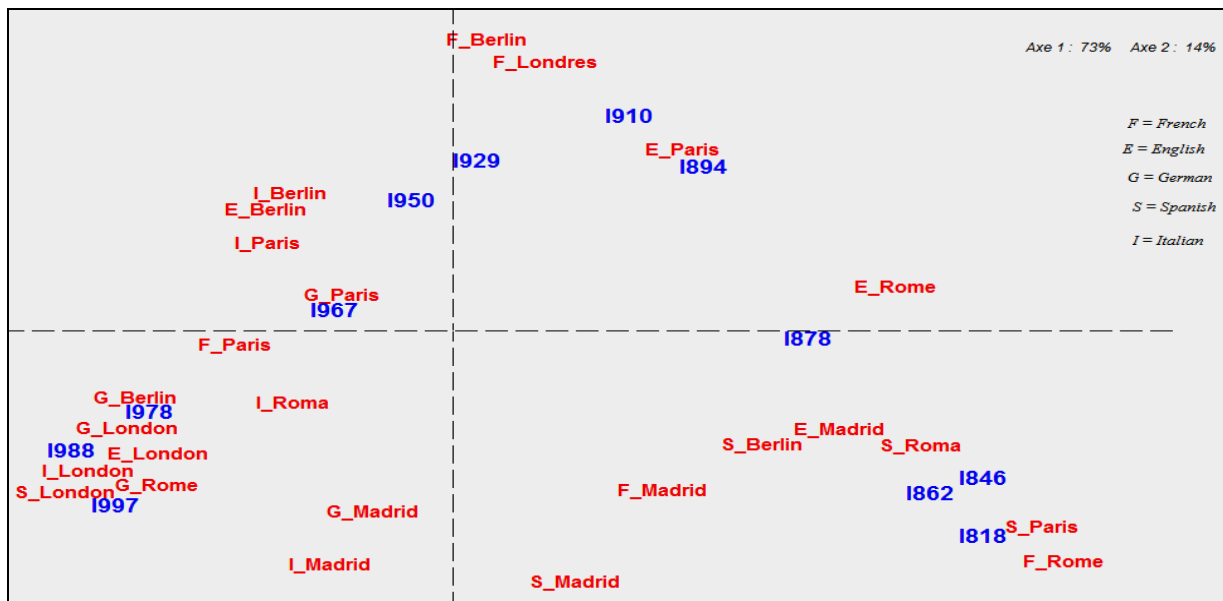 F_Berlin
Axe 1 : 73% Axe 2 : 14%
F_Londres
I910
F = French
E_Paris
E = English
I929
I894
G = German
I_Berlin
I950
E_Berlin
S = Spanish
I_Paris
I = Italian
E_Rome
G_Paris
I967
I878
F_Paris
G_Berlin
I_Roma
I978
G_London
E_Madrid
I988
E_London
S_Berlin
S_Roma
I_London
I846
S_London
G_Rome
F_Madrid
I862
I997
G_Madrid
S_Paris
I818
I_Madrid
F_Rome
S_Madrid